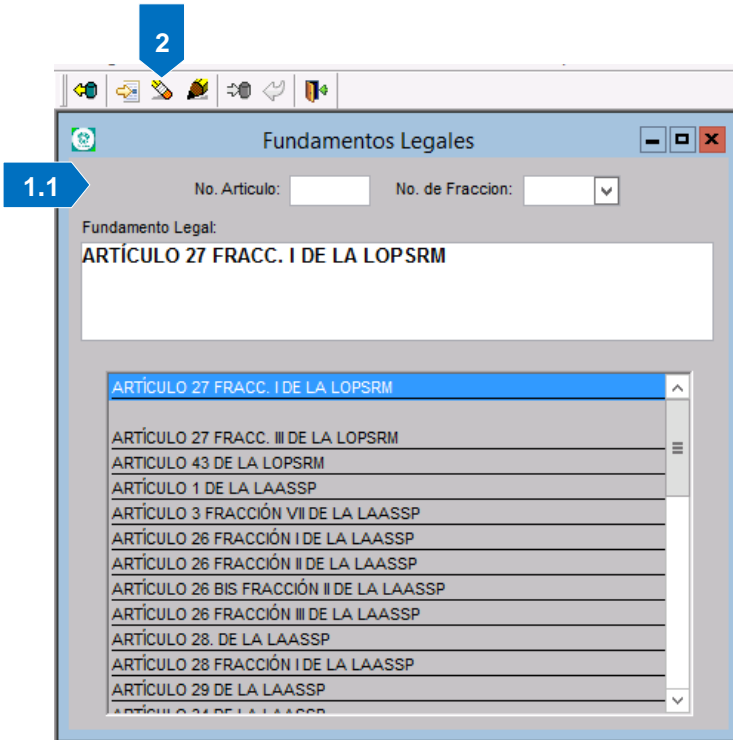 2
Fundamentos Legales
1.1
No. Articulo: No. de Fraccion:
Fundamento Legal:
ARTÍCULO 27 FRACC. I DE LA LOPSRM
ARTÍCULO 27 FRACC. I DE LA LOPSRM
ARTÍCULO 27 FRACC. III DE LA LOPSRM
ARTICULO 43 DE LA LOPSRM
ARTÍCULO 1 DE LA LAASSP
ARTÍCULO 3 FRACCIÓN VII DE LA LAASSP
ARTÍCULO 26 FRACCIÓN I DE LA LAASSP
ARTÍCULO 26 FRACCIÓN II DE LA LAASSP
ARTÍCULO 26 BIS FRACCIÓN II DE LA LAASSP
ARTÍCULO 26 FRACCIÓN III DE LA LAASSP
ARTÍCULO 28. DE LA LAASSP
ARTÍCULO 28 FRACCIÓN I DE LA LAASSP
ARTÍCULO 29 DE LA LAASSP